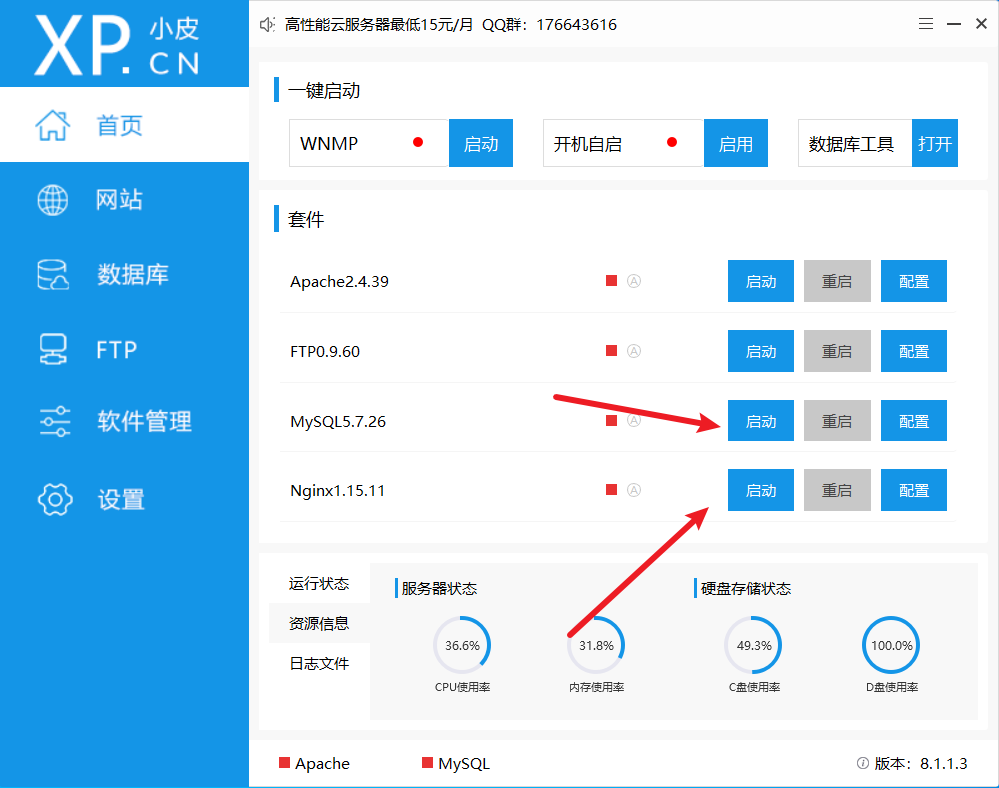 XP. 小皮 CN
高性能云服务器最低15元/月 QQ群：176643616
首页
网站
数据库
FTP
软件管理
设置
一键启动
WNMP 启动 开机自启 启用 数据库工具 打开
套件
Apache2.4.39 A 启动 重启 配置
FTP0.9.60 A 启动 重启 配置
MySQL5.7.26 A 启动 重启 配置
Nginx1.15.11 A 启动 重启 配置
运行状态
资源信息
日志文件
服务器状态 硬盘存储状态
36.6% 31.8% 49.3% 100.0%
CPU使用率 内存使用率 C盘使用率 D盘使用率
Apache MySQL 版本：8.1.1.3